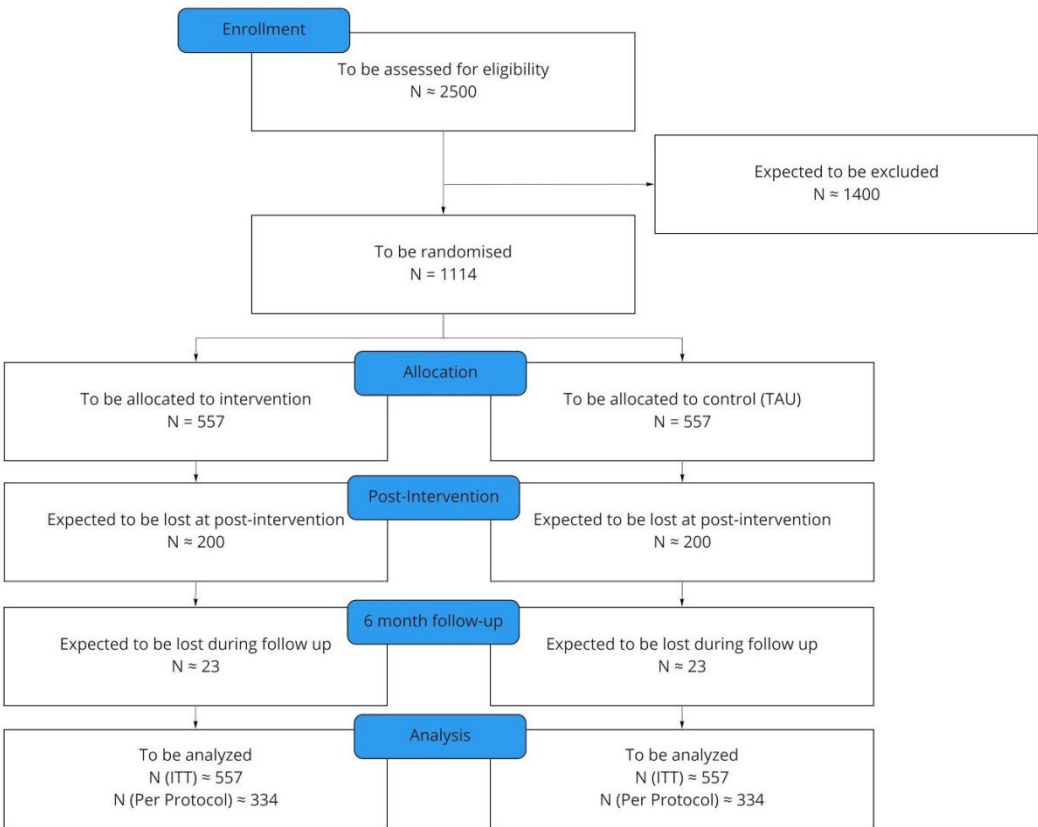 Enrollment
To be assessed for eligibility
N ≈ 2500
Expected to be excluded
N ≈ 1400
To be randomised
N = 1114
Allocation
To be allocated to intervention
N = 557
To be allocated to control (TAU)
N = 557
Post-Intervention
Expected to be lost at post-intervention
N ≈ 200
Expected to be lost at post-intervention
N ≈ 200
6 month follow-up
Expected to be lost during follow up
N ≈ 23
Expected to be lost during follow up
N ≈ 23
Analysis
To be analyzed
N (ITT) ≈ 557
N (Per Protocol) ≈ 334
To be analyzed
N (ITT) ≈ 557
N (Per Protocol) ≈ 334